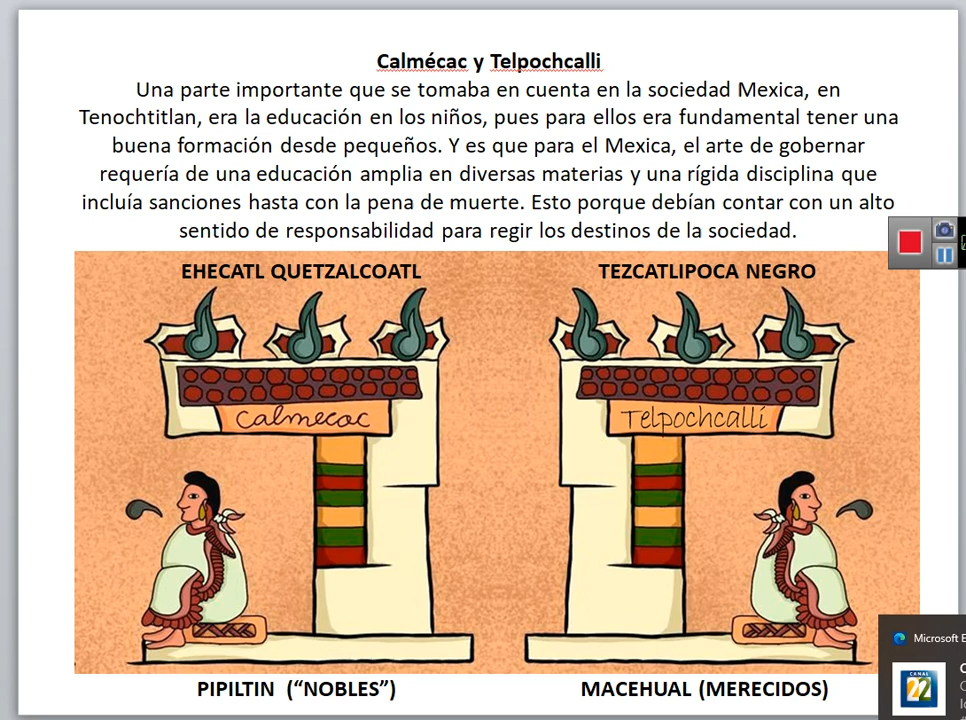 Calmécac y Telpochcalli
Una parte importante que se tomaba en cuenta en la sociedad Mexica, en
Tenochtitlan, era la educación en los niños, pues para ellos era fundamental tener una
buena formación desde pequeños. Y es que para el Mexica, el arte de gobernar
requería de una educación amplia en diversas materias y una rígida disciplina que
incluía sanciones hasta con la pena de muerte. Esto porque debían contar con un alto
sentido de responsabilidad para regir los destinos de la sociedad.
EHECATL QUETZALCOATL
TEZCATLIPOCA NEGRO
Calmecac
Telpochcalli
PIPILTIN (“NOBLES”)
MACEHUAL (MERECIDOS)
Microsoft E
CANAL
22